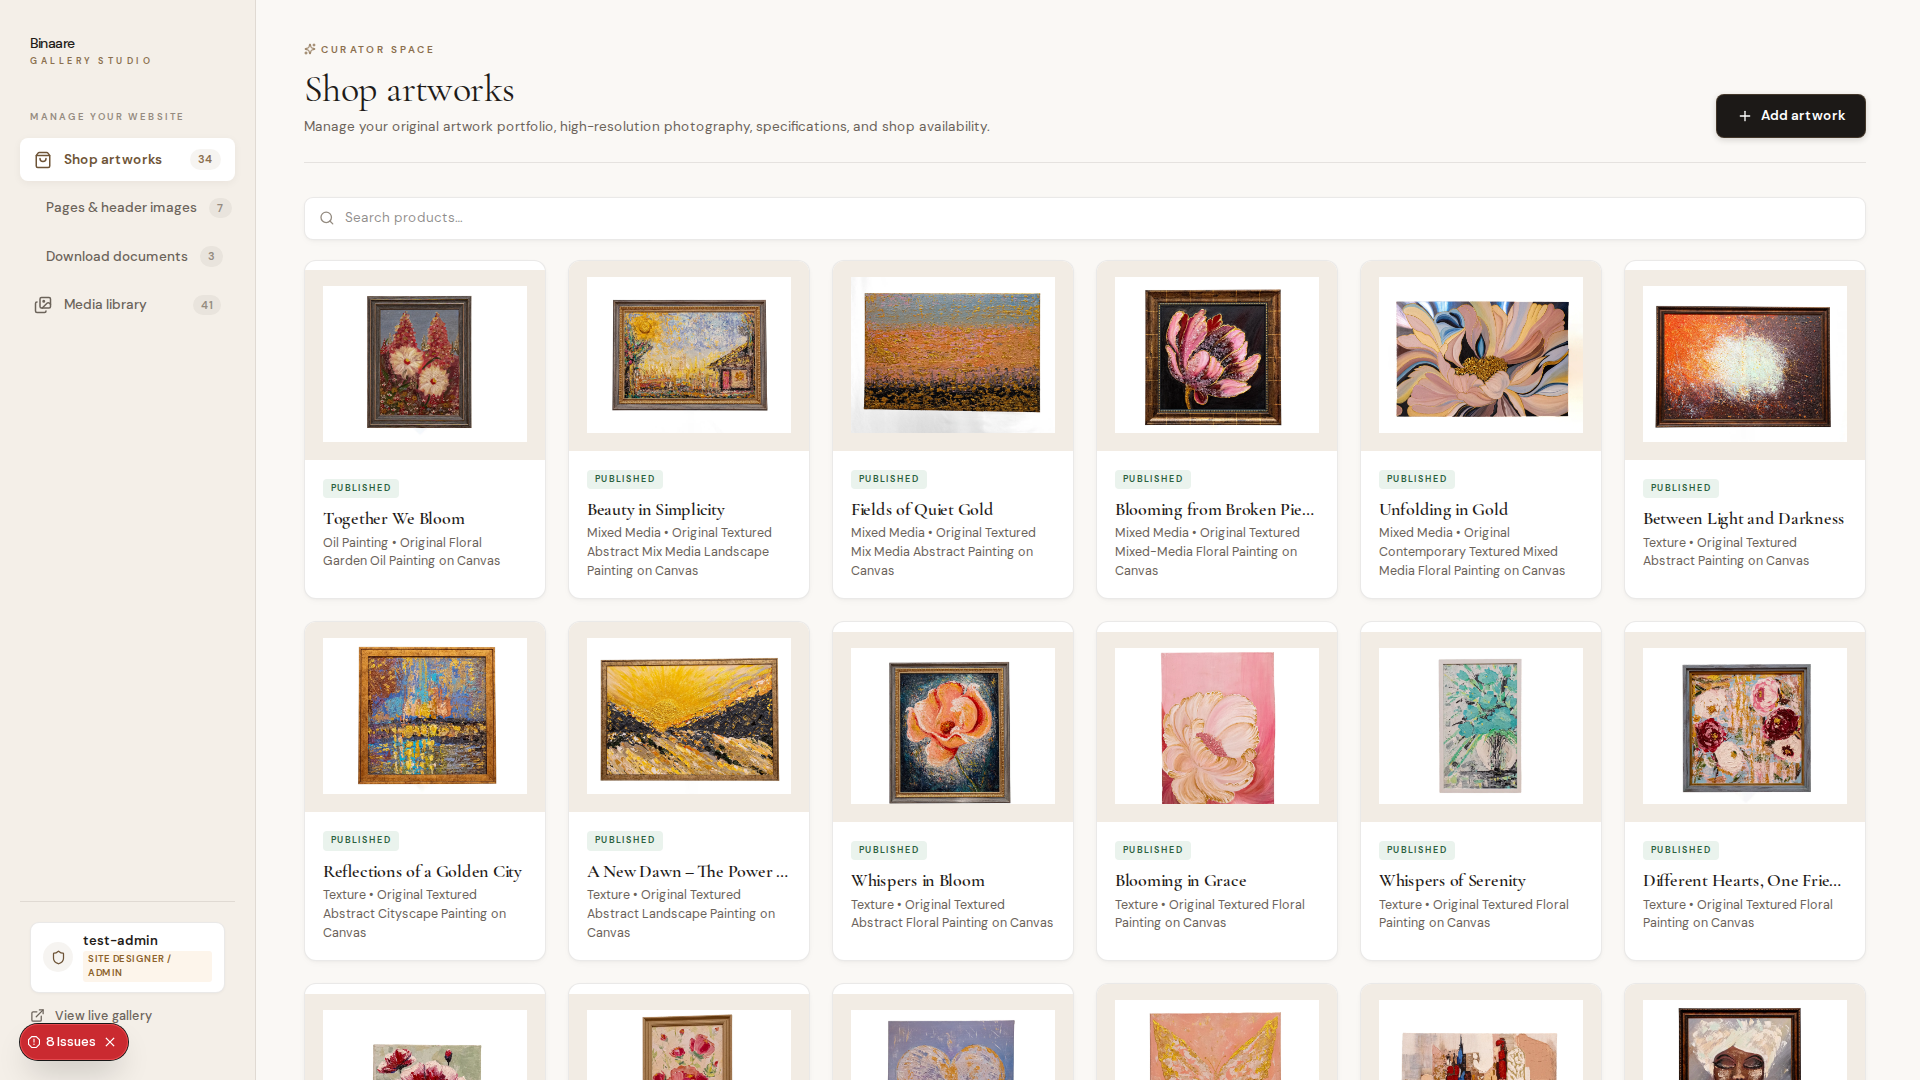 Binaare
GALLERY STUDIO
MANAGE YOUR WEBSITE
Shop artworks 34
Pages & header images 7
Download documents 3
Media library 41
test-admin
SITE DESIGNER /
ADMIN
View live gallery
8 Issues
CURATOR SPACE
Shop artworks
Manage your original artwork portfolio, high-resolution photography, specifications, and shop availability.
Add artwork
Search products...
PUBLISHED
Together We Bloom
Oil Painting • Original Floral
Garden Oil Painting on Canvas
PUBLISHED
Beauty in Simplicity
Mixed Media • Original Textured
Abstract Mix Media Landscape
Painting on Canvas
PUBLISHED
Fields of Quiet Gold
Mixed Media • Original Textured
Mix Media Abstract Painting on
Canvas
PUBLISHED
Blooming from Broken Pie...
Mixed Media • Original Textured
Mixed-Media Floral Painting on
Canvas
PUBLISHED
Unfolding in Gold
Mixed Media • Original
Contemporary Textured Mixed
Media Floral Painting on Canvas
PUBLISHED
Between Light and Darkness
Texture • Original Textured
Abstract Painting on Canvas
PUBLISHED
Reflections of a Golden City
Texture • Original Textured
Abstract Cityscape Painting on
Canvas
PUBLISHED
A New Dawn – The Power ...
Texture • Original Textured
Abstract Landscape Painting on
Canvas
PUBLISHED
Whispers in Bloom
Texture • Original Textured
Abstract Floral Painting on Canvas
PUBLISHED
Blooming in Grace
Texture • Original Textured Floral
Painting on Canvas
PUBLISHED
Whispers of Serenity
Texture • Original Textured Floral
Painting on Canvas
PUBLISHED
Different Hearts, One Frie...
Texture • Original Textured Floral
Painting on Canvas